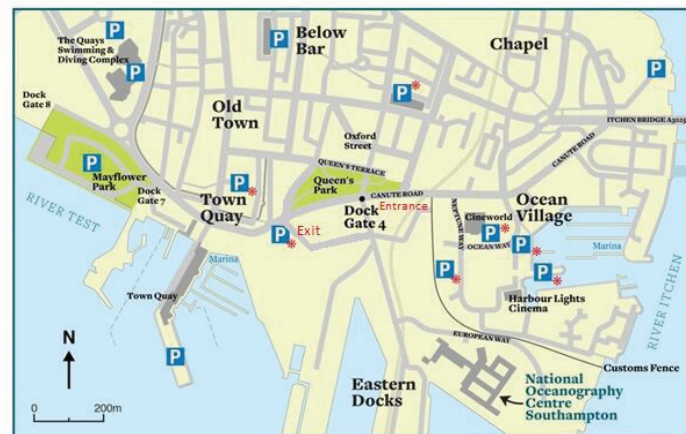 P
The Quays
Swimming &
Diving Complex
P
Below
Bar
P
Chapel
P
P *
Dock
Gate 8
Old
Town
Oxford
Street
ITCHEN BRIDGE A3025
CANUTE ROAD
QUEEN'S TERRACE
P
Mayflower
Park
Dock
Gate 7
P *
Queen's
Park
CANUTE ROAD
Entrance
Dock
Gate 4
Town
Quay
P *
Exit
RIVER TEST
NEPTUNE WAY
Ocean
Village
Cineworld
P *
OCEAN WAY
P *
Marina
P *
P *
Harbour Lights
Cinema
RIVER ITCHEN
Marina
Town Quay
P
EUROPEAN WAY
Customs Fence
National
Oceanography
Centre
Southampton
Eastern
Docks
N
0 200m